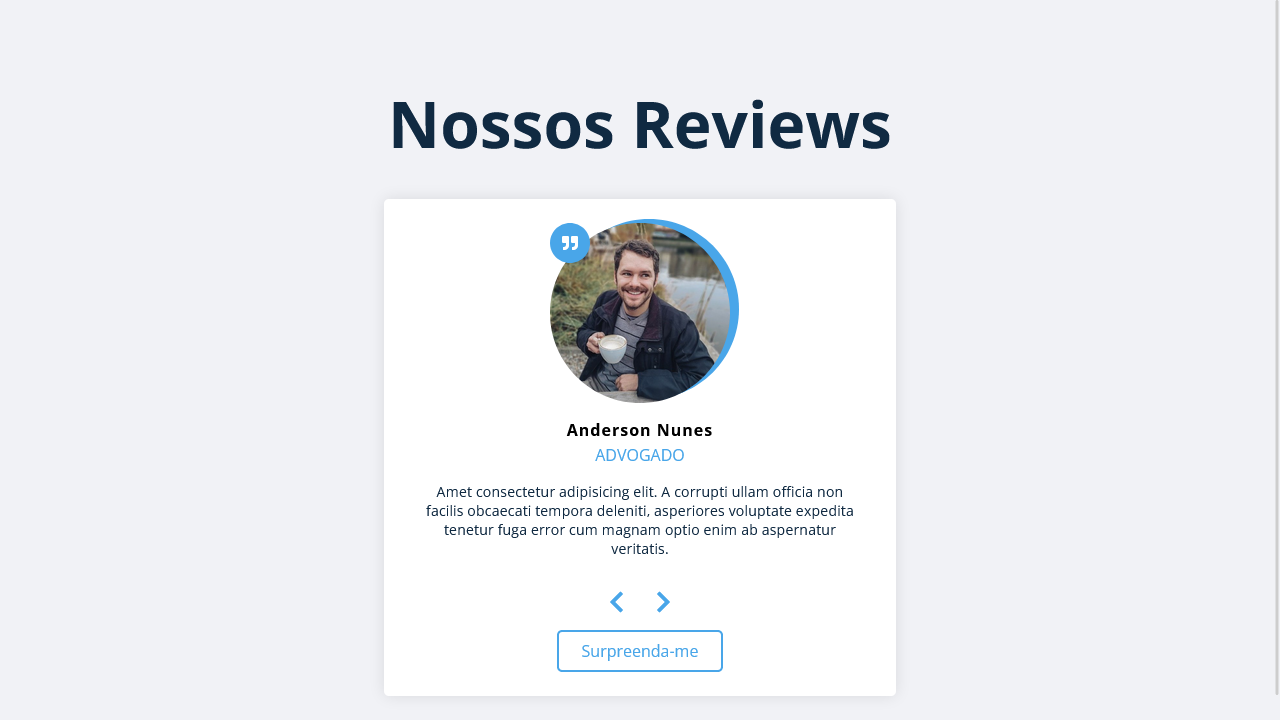 Nossos Reviews
Anderson Nunes
ADVOGADO
Amet consectetur adipisicing elit. A corrupti ullam officia non
facilis obcaecati tempora deleniti, asperiores voluptate expedita
tenetur fuga error cum magnam optio enim ab aspernatur
veritatis.
Surpreenda-me